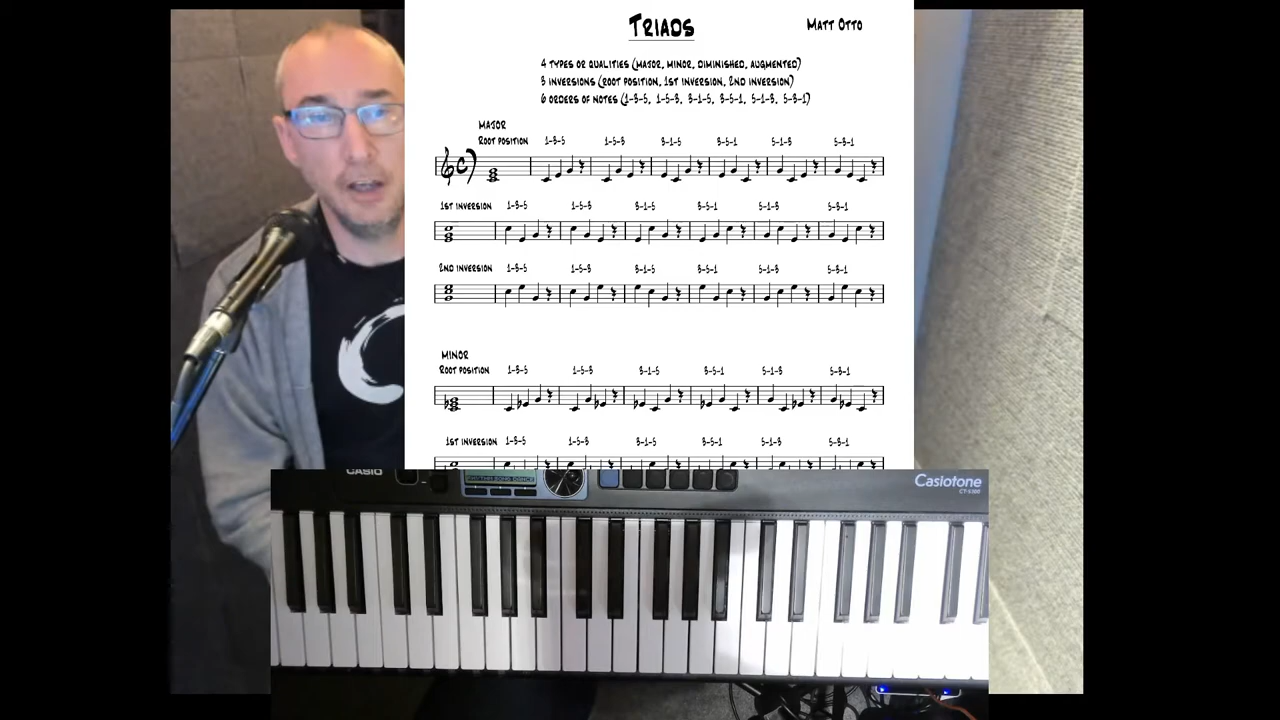 TRIADS
MATT OTTO
4 TYPES OR QUALITIES (MAJOR, MINOR, DIMINISHED, AUGMENTED)
3 INVERSIONS (ROOT POSITION, 1ST INVERSION, 2ND INVERSION)
6 ORDERS OF NOTES (1-3-5, 1-5-3, 3-1-5, 3-5-1, 5-1-3, 5-3-1)
MAJOR
ROOT POSITION 1-3-5 1-5-3 3-1-5 3-5-1 5-1-3 5-3-1
1ST INVERSION 1-3-5 1-5-3 3-1-5 3-5-1 5-1-3 5-3-1
2ND INVERSION 1-3-5 1-5-3 3-1-5 3-5-1 5-1-3 5-3-1
MINOR
ROOT POSITION 1-3-5 1-5-3 3-1-5 3-5-1 5-1-3 5-3-1
1ST INVERSION 1-3-5 1-5-3 3-1-5 3-5-1 5-1-3 5-3-1
CASIO
Casiotone